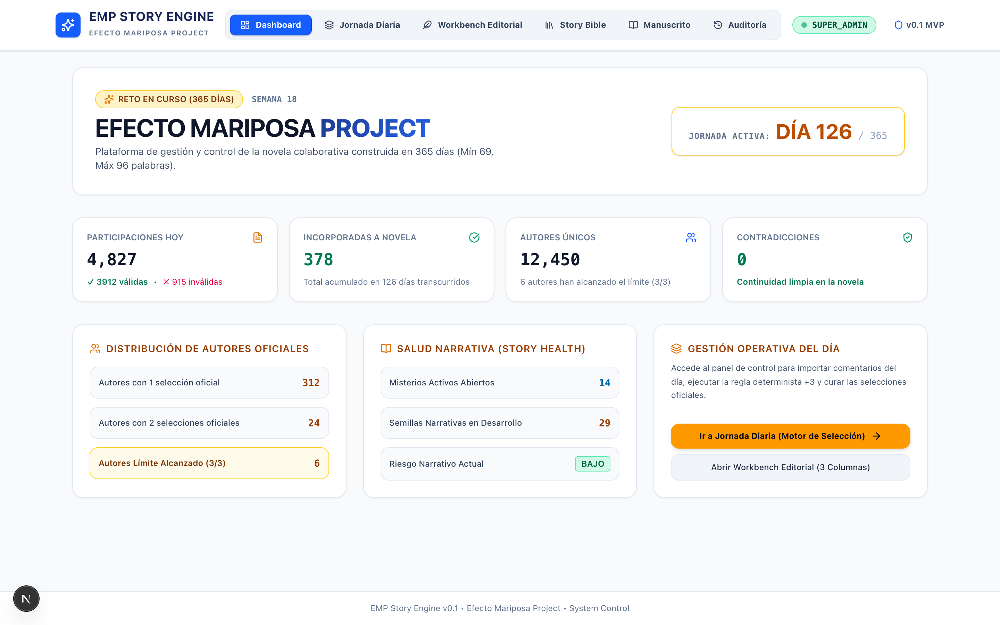 EMP STORY ENGINE
EFECTO MARIPOSA PROJECT
Dashboard
Jornada Diaria
Workbench Editorial
Story Bible
Manuscrito
Auditoría
SUPER_ADMIN
v0.1 MVP
RETO EN CURSO (365 DÍAS)
SEMANA 18
EFECTO MARIPOSA PROJECT
Plataforma de gestión y control de la novela colaborativa construida en 365 días (Mín 69,
Máx 96 palabras).
JORNADA ACTIVA: DÍA 126 / 365
PARTICIPACIONES HOY
4,827
✓ 3912 válidas • ✕ 915 inválidas
INCORPORADAS A NOVELA
378
Total acumulado en 126 días transcurridos
AUTORES ÚNICOS
12,450
6 autores han alcanzado el límite (3/3)
CONTRADICCIONES
0
Continuidad limpia en la novela
DISTRIBUCIÓN DE AUTORES OFICIALES
Autores con 1 selección oficial 312
Autores con 2 selecciones oficiales 24
Autores Límite Alcanzado (3/3) 6
SALUD NARRATIVA (STORY HEALTH)
Misterios Activos Abiertos 14
Semillas Narrativas en Desarrollo 29
Riesgo Narrativo Actual BAJO
GESTIÓN OPERATIVA DEL DÍA
Accede al panel de control para importar comentarios del
día, ejecutar la regla determinista +3 y curar las selecciones
oficiales.
Ir a Jornada Diaria (Motor de Selección) →
Abrir Workbench Editorial (3 Columnas)
N
EMP Story Engine v0.1 • Efecto Mariposa Project • System Control